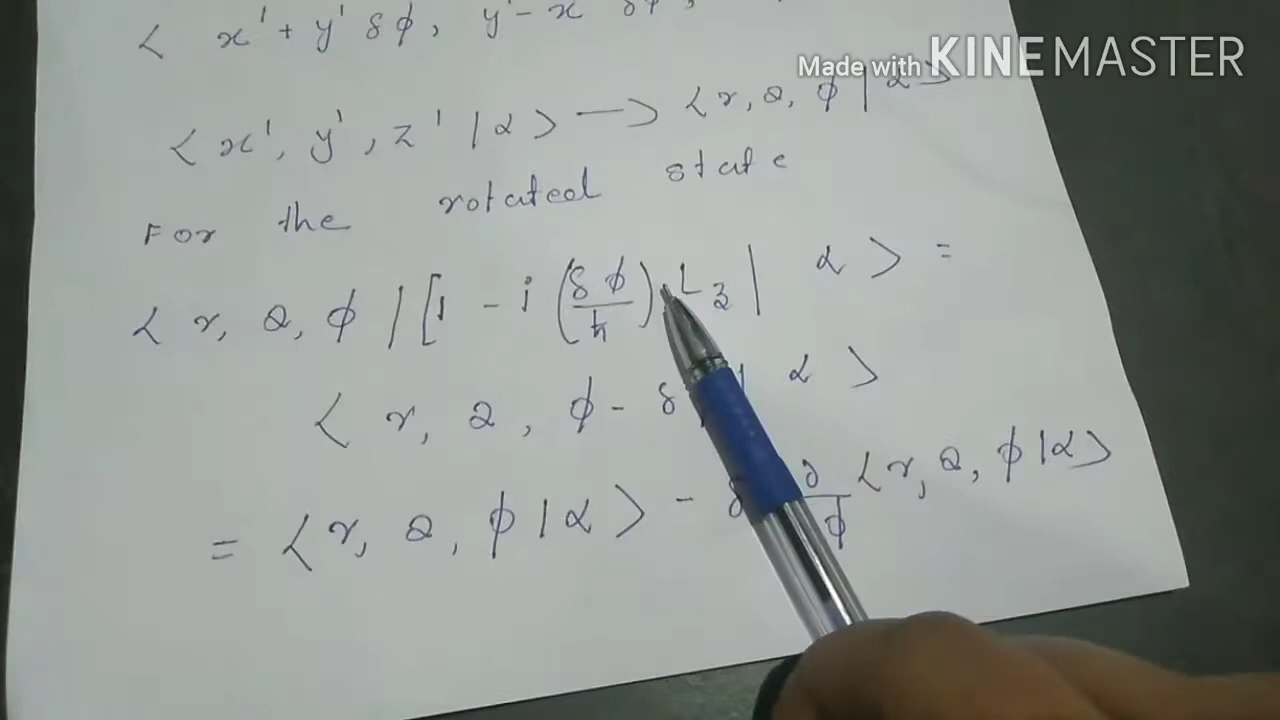 < x' + y' δϕ, y' - x δϕ,
Made with KINEMASTER
< x', y', z' | α > —> < r, θ, ϕ | α >
For the rotated state
< r, θ, ϕ | [1 - i (δϕ/ħ) L_z | α > =
< r, θ, ϕ - δ α >
= < r, θ, ϕ | α > - ∂/ϕ < r, θ, ϕ | α >